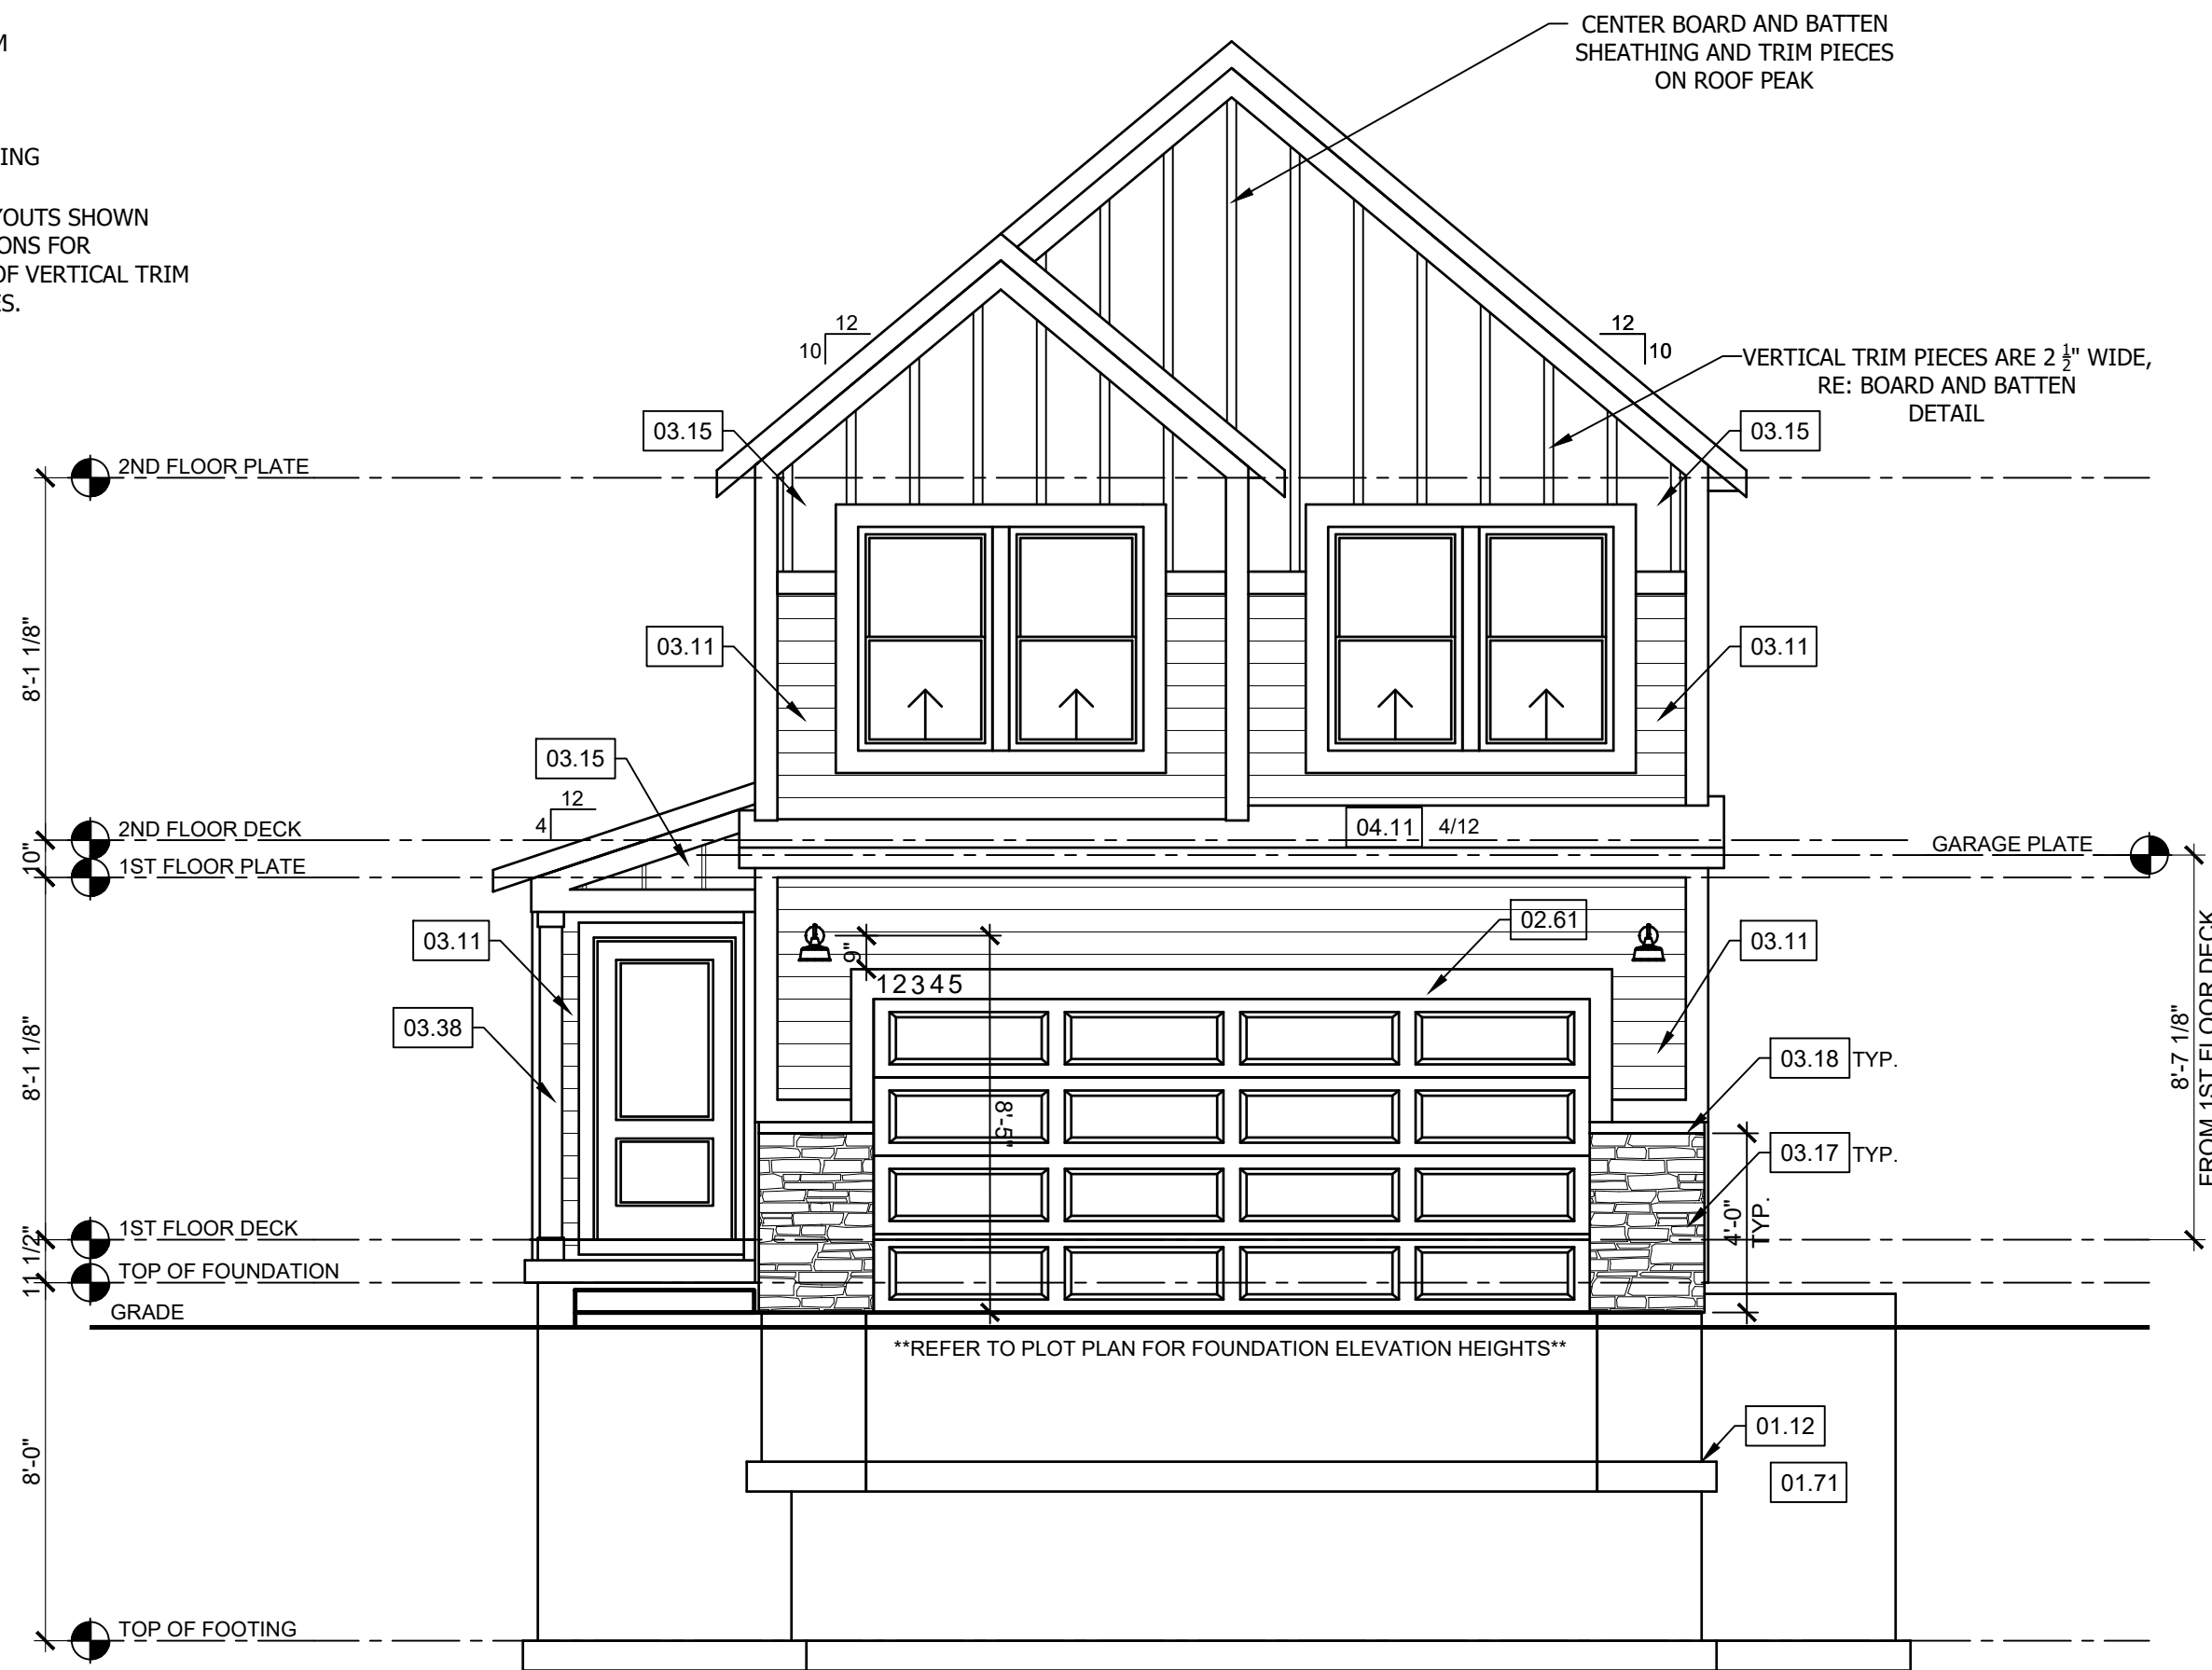 M
ING
YOUTS SHOWN
ONS FOR
OF VERTICAL TRIM
ES.
CENTER BOARD AND BATTEN
SHEATHING AND TRIM PIECES
ON ROOF PEAK
12
10
12
10
VERTICAL TRIM PIECES ARE 2 1/2" WIDE,
RE: BOARD AND BATTEN
DETAIL
03.15
03.15
2ND FLOOR PLATE
8'-1 1/8"
03.11
03.11
03.15
12
4
2ND FLOOR DECK
04.11 4/12
GARAGE PLATE
10"
1ST FLOOR PLATE
03.11
02.61
03.11
9"
12345
03.38
8'-1 1/8"
8'-5"
03.18 TYP.
03.17 TYP.
4'-0"
TYP.
8'-7 1/8"
FROM 1ST FLOOR DECK
1ST FLOOR DECK
11 1/2"
TOP OF FOUNDATION
GRADE
**REFER TO PLOT PLAN FOR FOUNDATION ELEVATION HEIGHTS**
01.12
01.71
8'-0"
TOP OF FOOTING